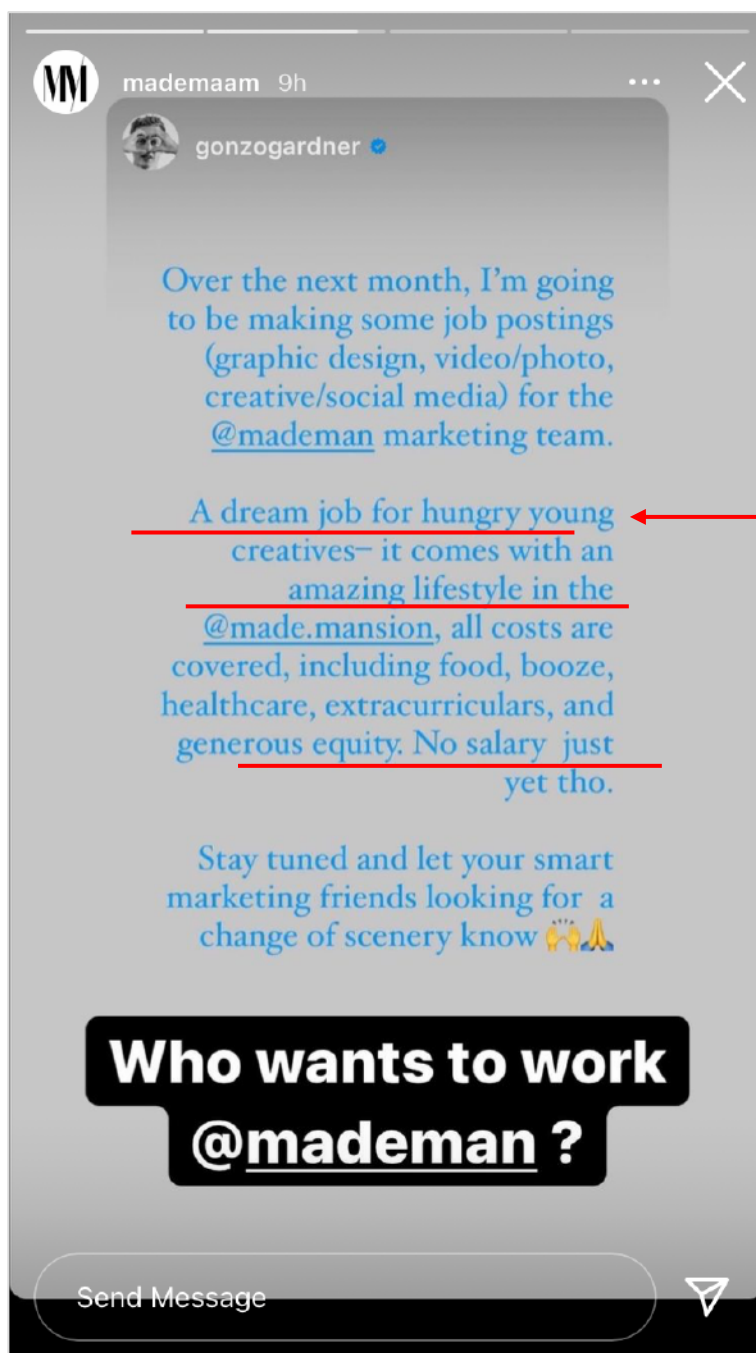 mademaam 9h
gonzogardner
Over the next month, I'm going
to be making some job postings
(graphic design, video/photo,
creative/social media) for the
@mademan marketing team.
A dream job for hungry young
creatives– it comes with an
amazing lifestyle in the
@made.mansion, all costs are
covered, including food, booze,
healthcare, extracurriculars, and
generous equity. No salary just
yet tho.
Stay tuned and let your smart
marketing friends looking for a
change of scenery know 🙌🙏
Who wants to work
@mademan ?
Send Message